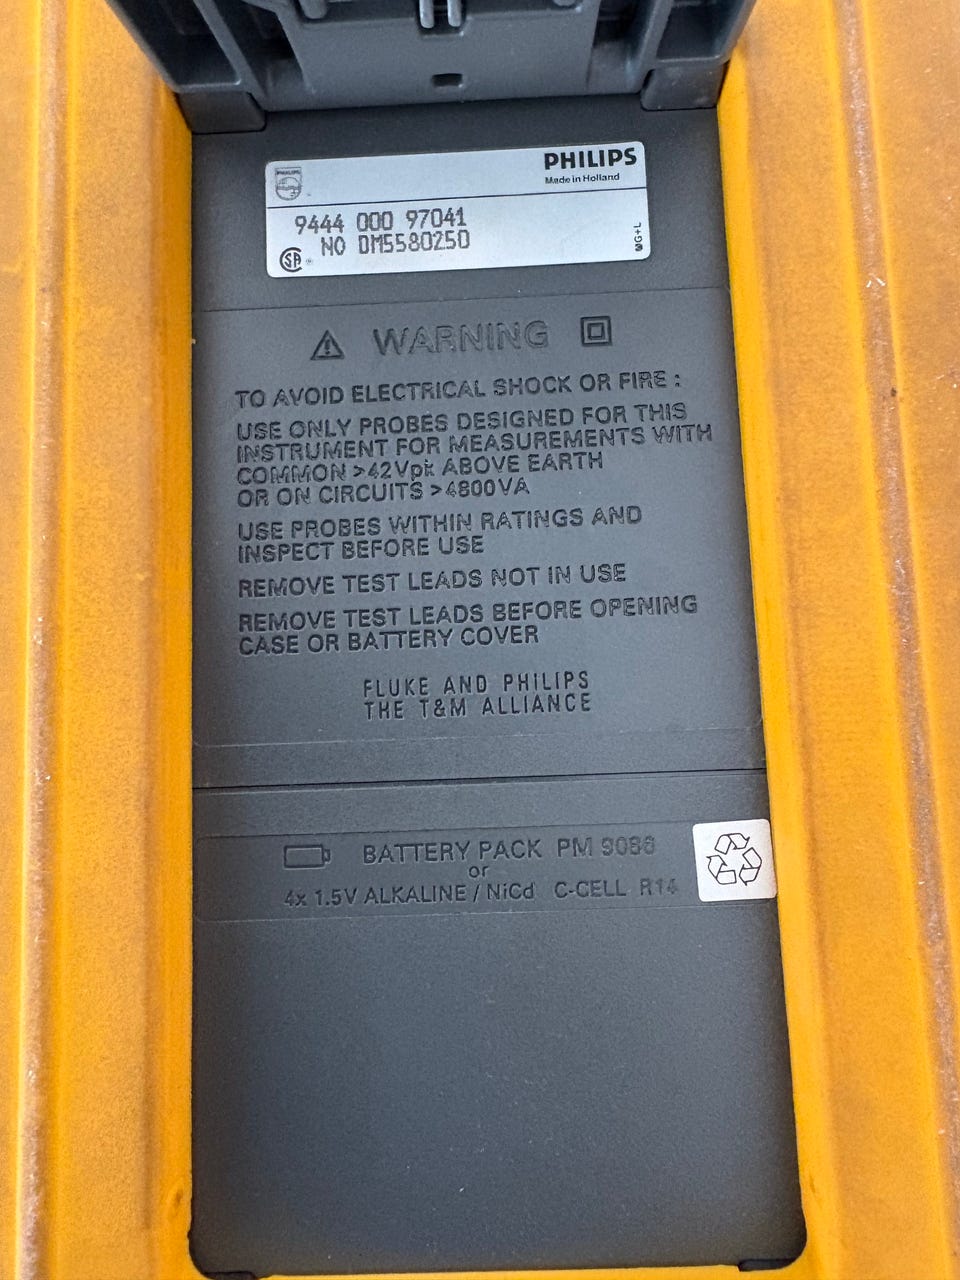 PHILIPS
PHILIPS
Made in Holland
9444 000 97041
NO DM5580250
SA
MG+L
WARNING
TO AVOID ELECTRICAL SHOCK OR FIRE :
USE ONLY PROBES DESIGNED FOR THIS
INSTRUMENT FOR MEASUREMENTS WITH
COMMON >42Vpk ABOVE EARTH
OR ON CIRCUITS >4800VA
USE PROBES WITHIN RATINGS AND
INSPECT BEFORE USE
REMOVE TEST LEADS NOT IN USE
REMOVE TEST LEADS BEFORE OPENING
CASE OR BATTERY COVER
FLUKE AND PHILIPS
THE T&M ALLIANCE
BATTERY PACK PM 9086
or
4x 1.5V ALKALINE / NiCd C-CELL R14